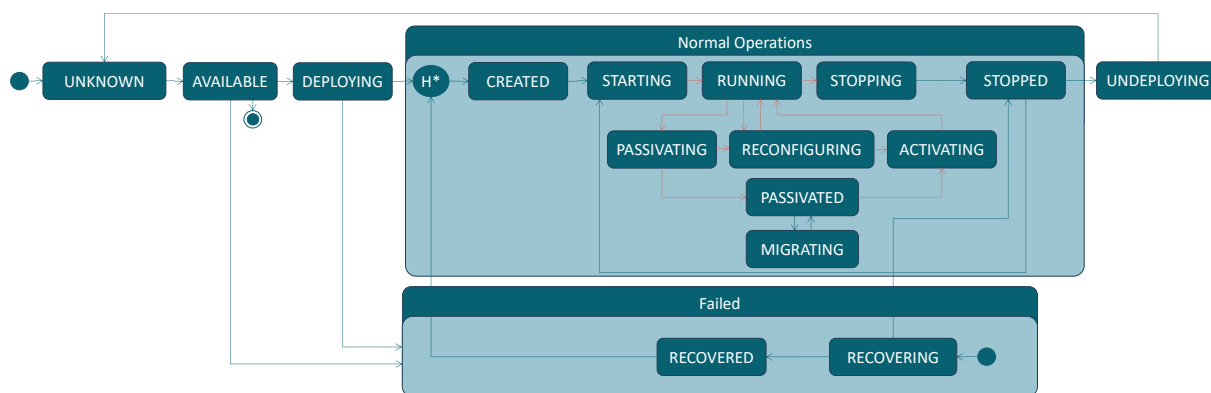 Normal Operations
UNKNOWN
AVAILABLE
DEPLOYING
H*
CREATED
STARTING
RUNNING
STOPPING
STOPPED
UNDEPLOYING
PASSIVATING
RECONFIGURING
ACTIVATING
PASSIVATED
MIGRATING
Failed
RECOVERED
RECOVERING